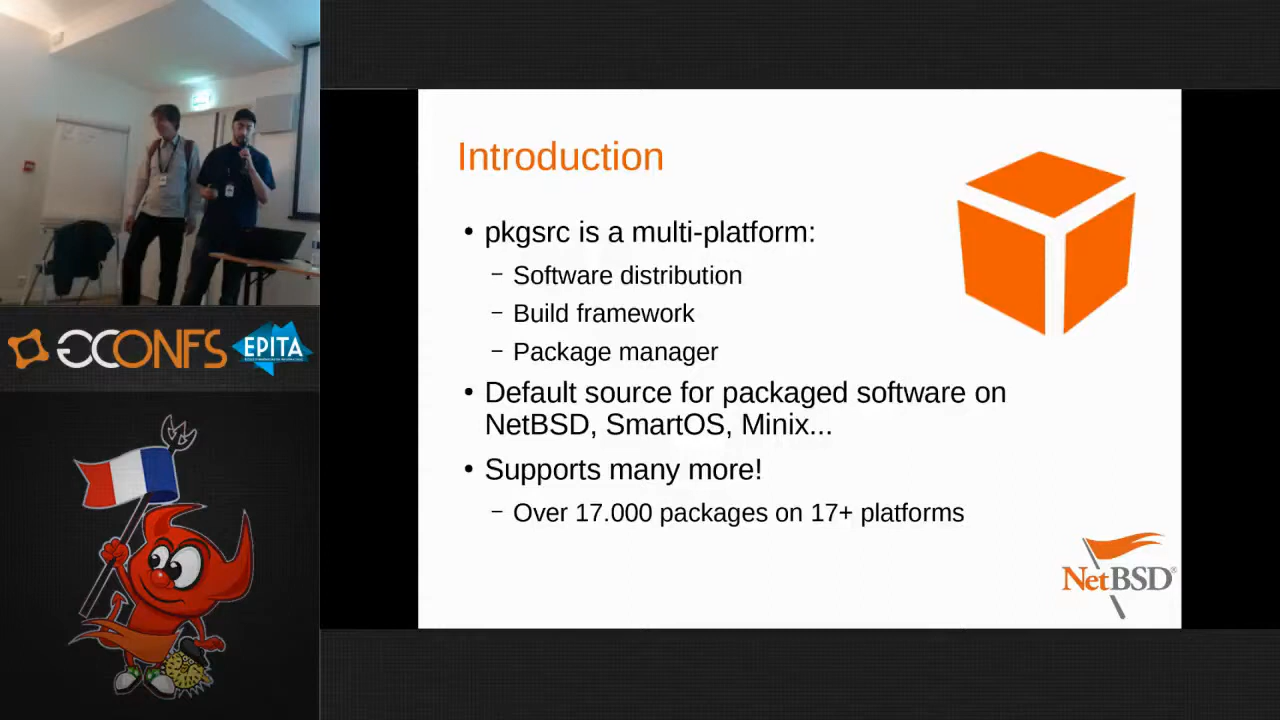 Introduction
• pkgsrc is a multi-platform:
– Software distribution
– Build framework
– Package manager
• Default source for packaged software on
NetBSD, SmartOS, Minix...
• Supports many more!
– Over 17.000 packages on 17+ platforms
NetBSD®
GCONFS
EPITA